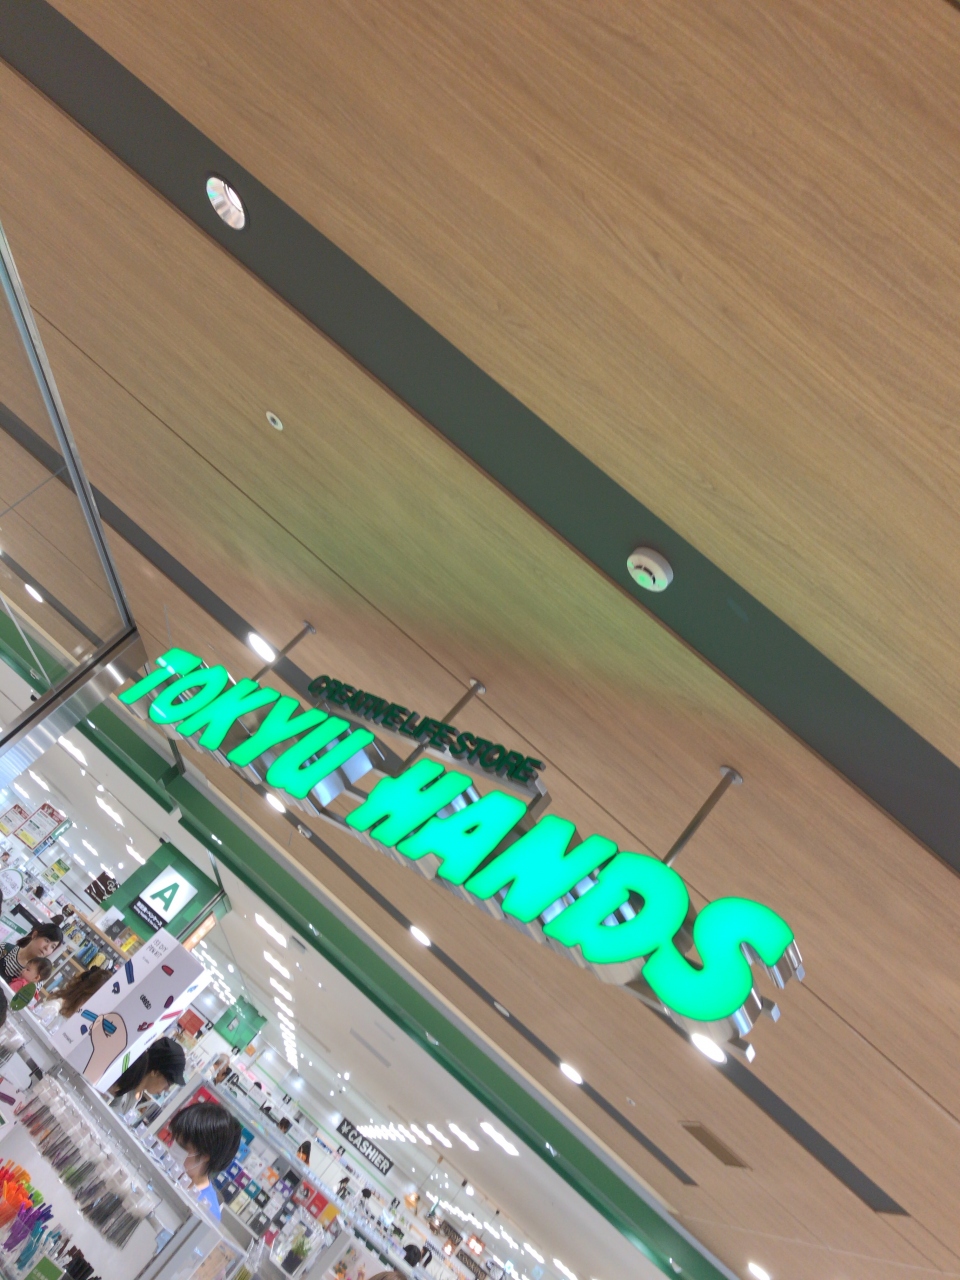 CREATIVE LIFE STORE
TOKYU HANDS
A
¥ CASHIER